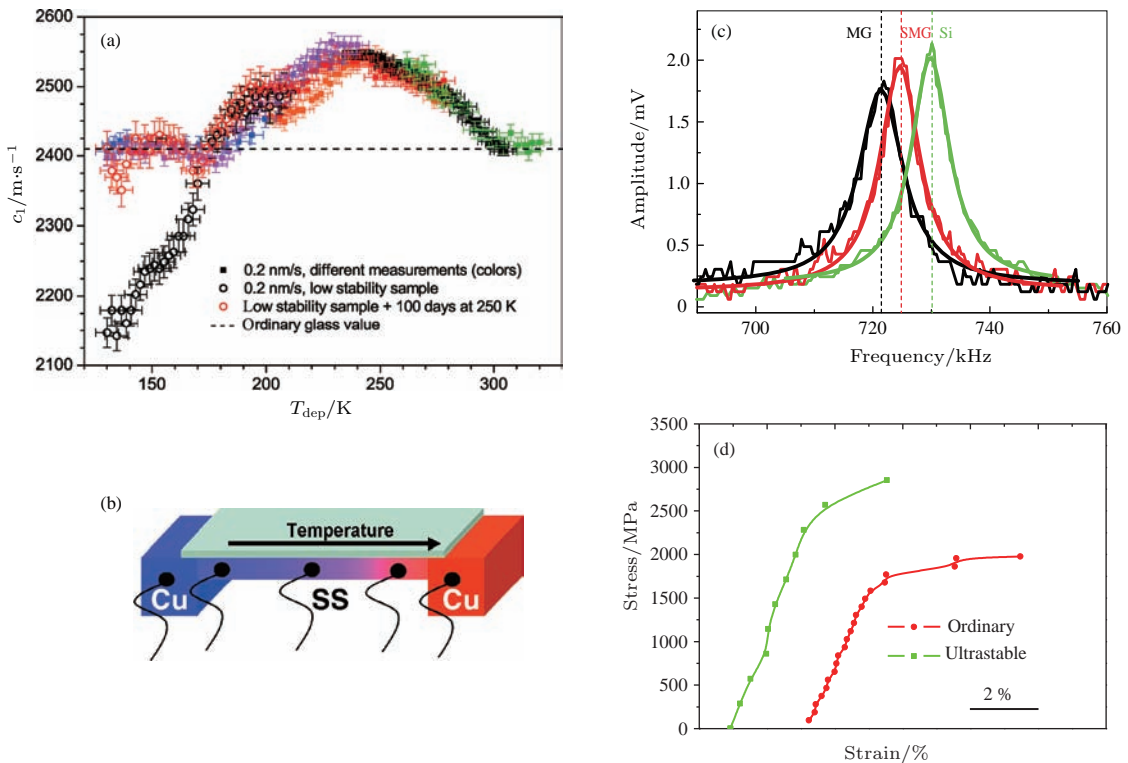 (a)
2600
2500
2400
2300
2200
2100
c₁/m·s⁻¹
0.2 nm/s, different measurements (colors)
0.2 nm/s, low stability sample
Low stability sample + 100 days at 250 K
Ordinary glass value
150 200 250 300
T_dep/K
(b)
Temperature
Cu SS Cu
(c)
MG SMG Si
2.0
1.5
1.0
0.5
0
Amplitude/mV
700 720 740 760
Frequency/kHz
(d)
3500
3000
2500
2000
1500
1000
500
0
Stress/MPa
Ordinary
Ultrastable
2 %
Strain/%